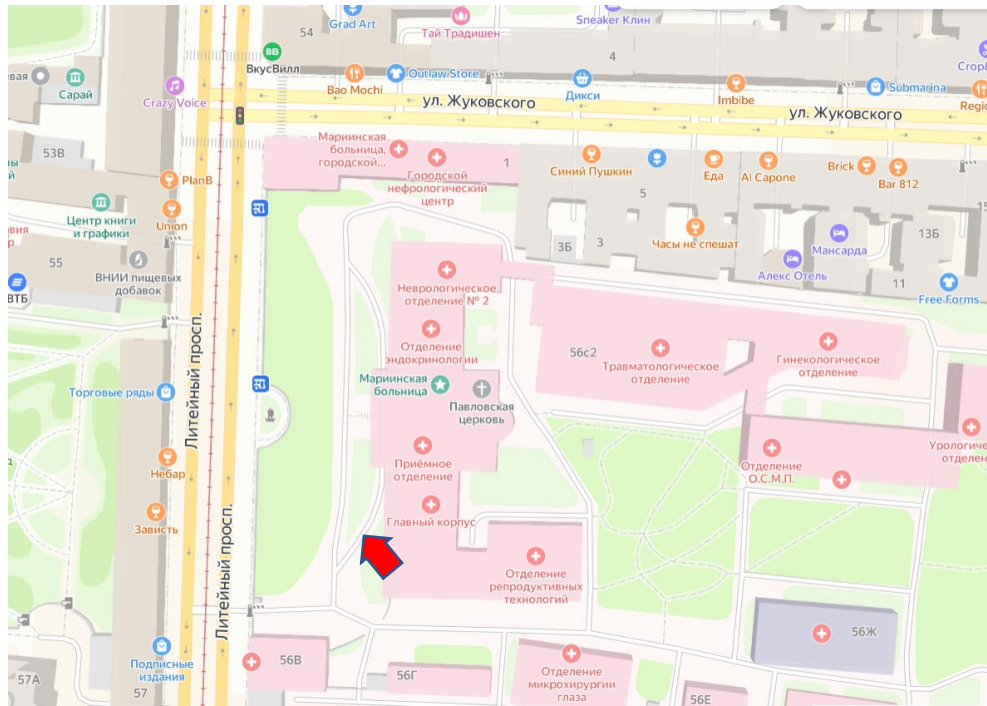 54
Grad Art
Тай Традишен
Sneaker Клин
4
евая
Сарай
Crazy Voice
ВВ
ВкусВилл
Bao Mochi
Outlaw Store
ул. Жуковского
Дикси
Imbibe
Submarina
ул. Жуковского
53В
Мариинская
больница,
городской...
Городской
нефрологический
центр
1
Синий Пушкин
5
Еда
Al Capone
Brick
Bar 812
15
PlanB
Центр книги
и графики
Union
55
ВНИИ пищевых
добавок
ВТБ
3Б
3
Часы не спешат
Мансарда
Алекс Отель
13Б
11
Free Forms
Неврологическое
отделение № 2
Отделение
эндокринологии
56с2
Травматологическое
отделение
Гинекологическое
отделение
Литейный просп.
Торговые ряды
Мариинская
больница
Павловская
церковь
Небар
Приёмное
отделение
Отделение
О.С.М.П.
Урологичес
отделен
Зависть
Главный корпус
Литейный просп.
Отделение
репродуктивных
технологий
56Ж
Подписные
издания
57А
57
56В
56Г
Отделение
микрохирургии
глаза
56Е